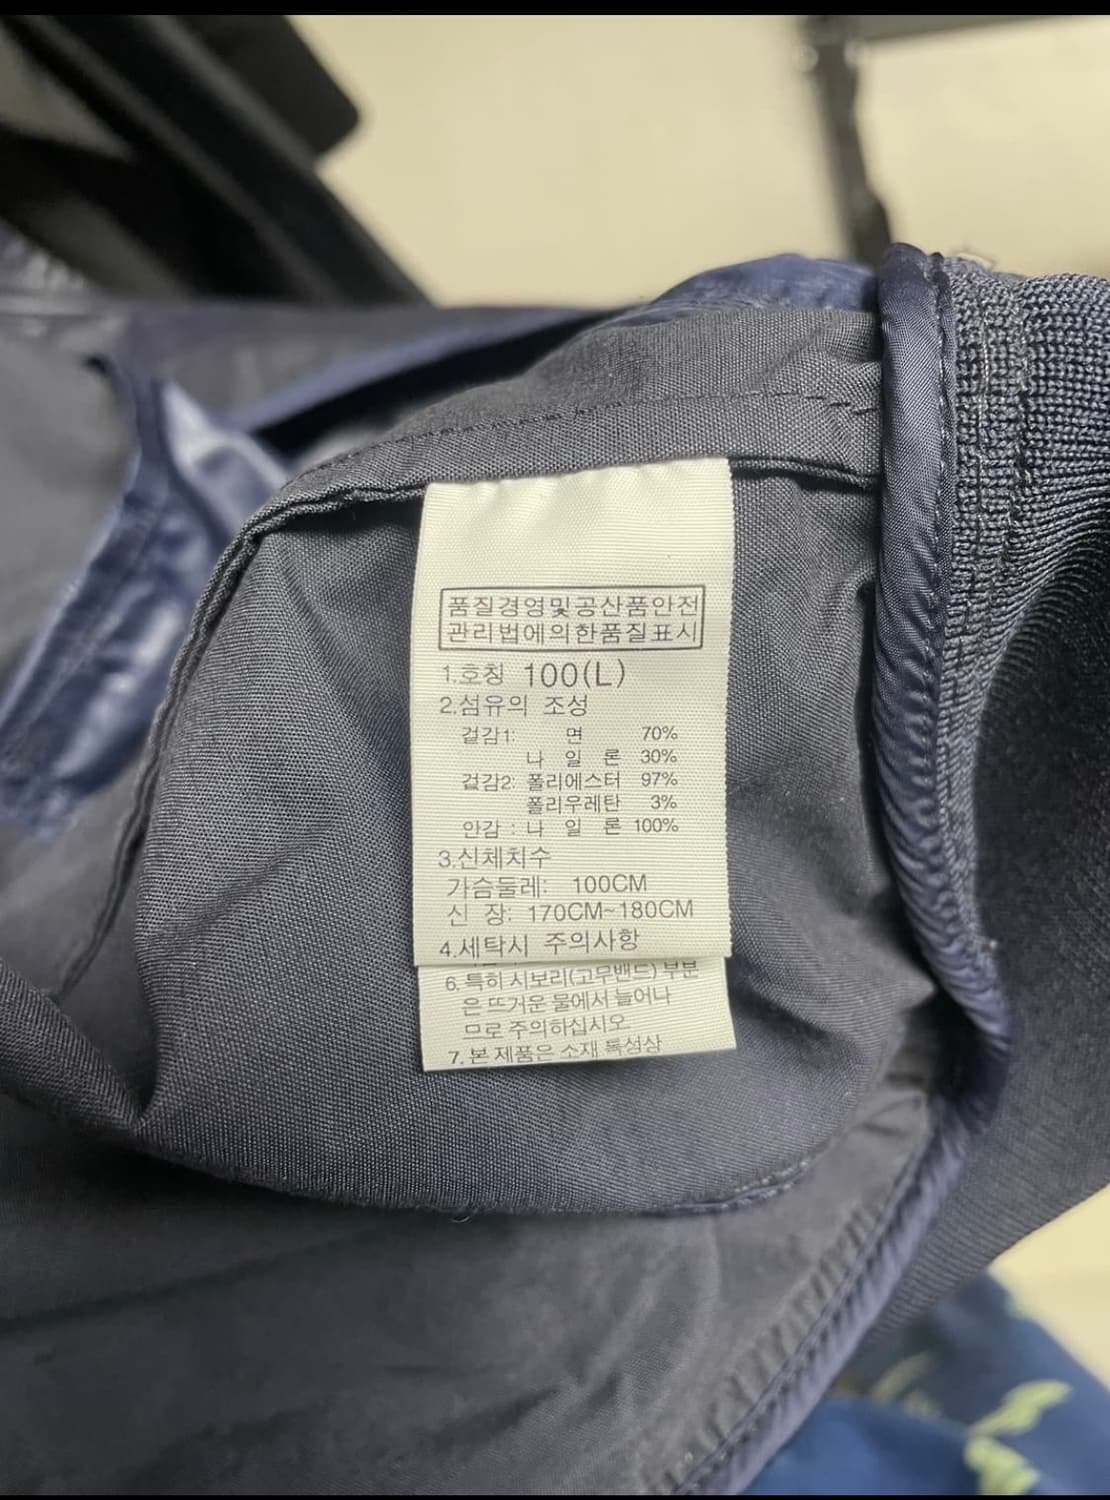 품질경영및공산품안전
관리법에의한품질표시
1.호칭 100(L)
2.섬유의 조성
겉감1: 면 70%
나 일 론 30%
겉감2: 폴리에스터 97%
폴리우레탄 3%
안감 : 나 일 론 100%
3.신체치수
가슴둘레: 100CM
신 장: 170CM~180CM
4.세탁시 주의사항
6. 특히 시보리(고무밴드) 부분
은 뜨거운 물에서 늘어나
므로 주의하십시오
7. 본 제품은 소재 특성상